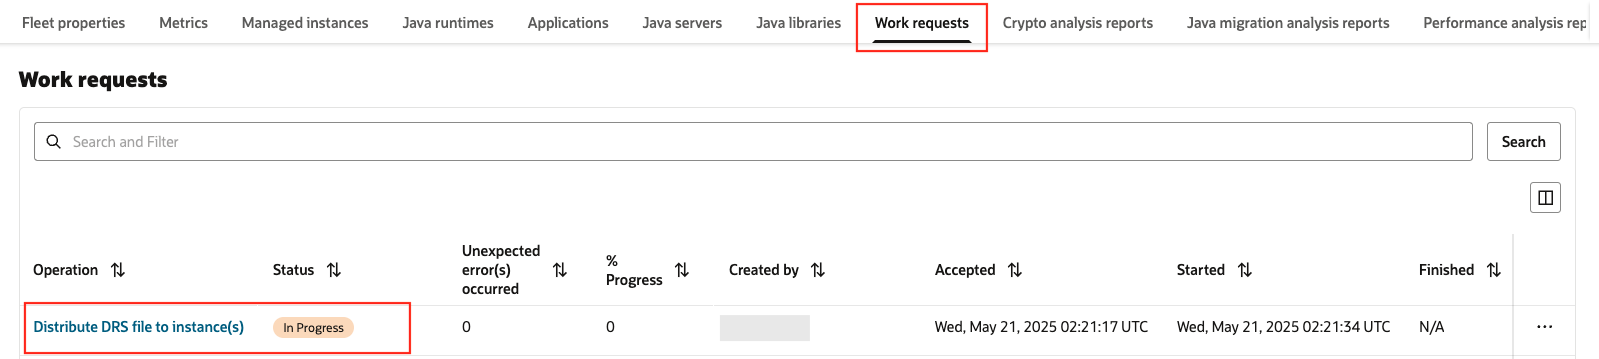 Fleet properties Metrics Managed instances Java runtimes Applications Java servers Java libraries Work requests Crypto analysis reports Java migration analysis reports Performance analysis rep
Work requests
Search and Filter Search
Operation Status Unexpected error(s) occurred % Progress Created by Accepted Started Finished
Distribute DRS file to instance(s) In Progress 0 0 Wed, May 21, 2025 02:21:17 UTC Wed, May 21, 2025 02:21:34 UTC N/A